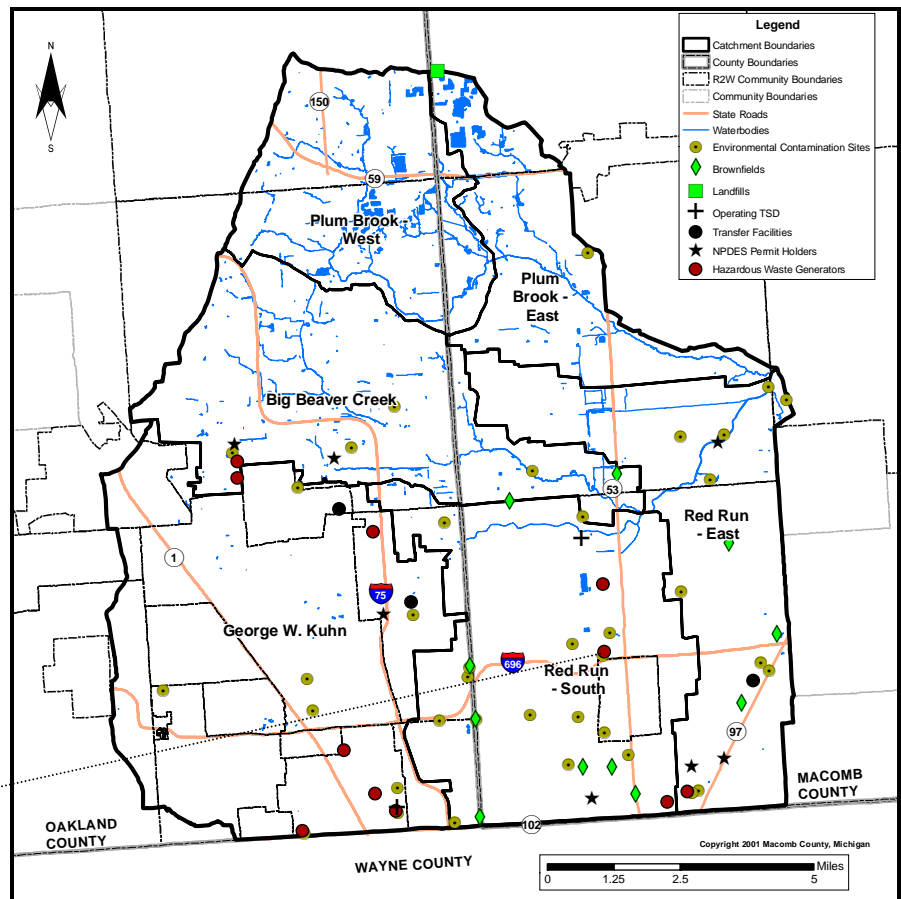 N
S
Legend
Catchment Boundaries
County Boundaries
R2W Community Boundaries
Community Boundaries
State Roads
Waterbodies
Environmental Contamination Sites
Brownfields
Landfills
Operating TSD
Transfer Facilities
NPDES Permit Holders
Hazardous Waste Generators
150
59
Plum Brook -
West
Plum
Brook -
East
Big Beaver Creek
53
Red Run
- East
1
75
George W. Kuhn
696
Red Run
- South
97
MACOMB
COUNTY
OAKLAND
COUNTY
102
WAYNE COUNTY
Copyright 2001 Macomb County, Michigan
Miles
0
1.25
2.5
5